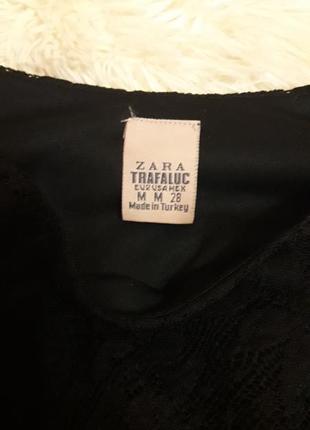 ZARA
TRAFALUC
EUR USA MEX
M M 28
Made in Turkey